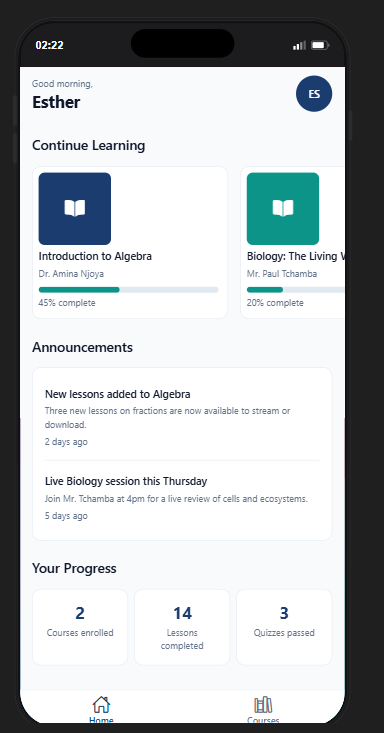 02:22
Good morning,
Esther
ES
Continue Learning
Introduction to Algebra
Dr. Amina Njoya
45% complete
Biology: The Living
Mr. Paul Tchamba
20% complete
Announcements
New lessons added to Algebra
Three new lessons on fractions are now available to stream or
download.
2 days ago
Live Biology session this Thursday
Join Mr. Tchamba at 4pm for a live review of cells and ecosystems.
5 days ago
Your Progress
2
Courses enrolled
14
Lessons
completed
3
Quizzes passed
Home
Courses